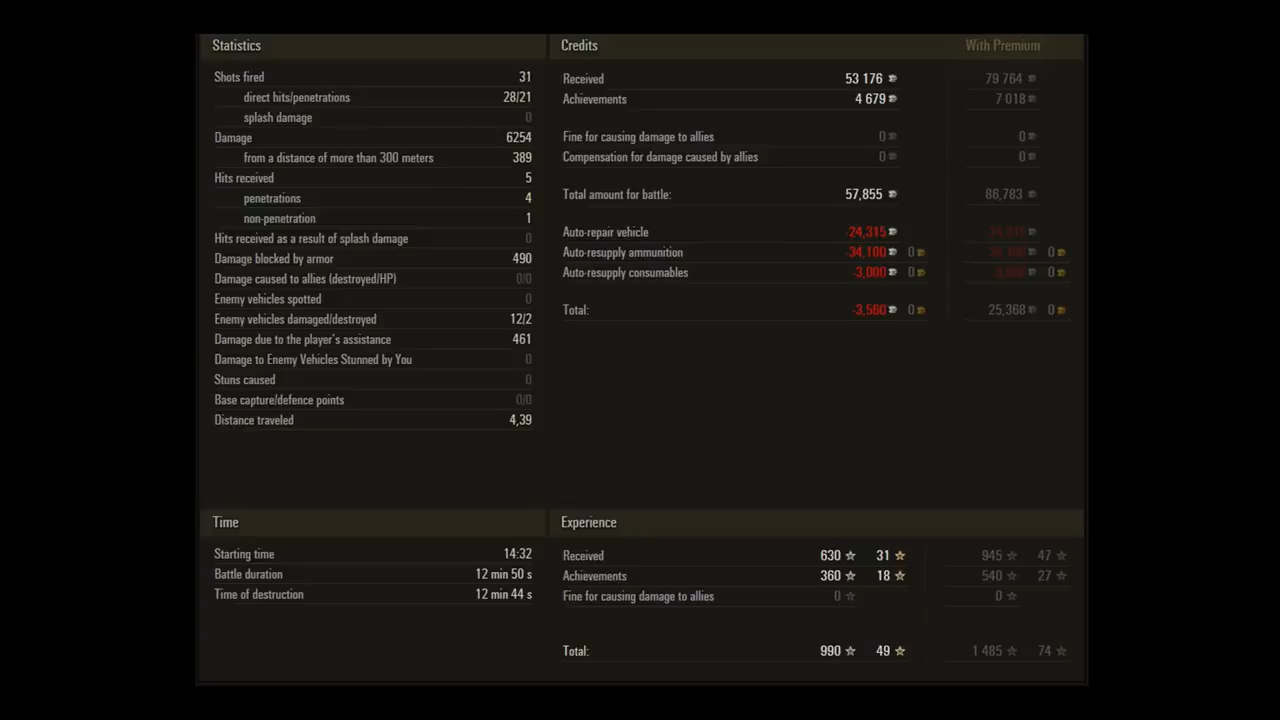 Statistics
Shots fired 31
direct hits/penetrations 28/21
splash damage 0
Damage 6254
from a distance of more than 300 meters 389
Hits received 5
penetrations 4
non-penetration 1
Hits received as a result of splash damage 0
Damage blocked by armor 490
Damage caused to allies (destroyed/HP) 0/0
Enemy vehicles spotted 0
Enemy vehicles damaged/destroyed 12/2
Damage due to the player's assistance 461
Damage to Enemy Vehicles Stunned by You 0
Stuns caused 0
Base capture/defence points 0/0
Distance traveled 4,39
Credits With Premium
Received 53 176 79 764
Achievements 4 679 7 018
Fine for causing damage to allies 0 0
Compensation for damage caused by allies 0 0
Total amount for battle: 57,855 86,783
Auto-repair vehicle -24,315
Auto-resupply ammunition -34,100 0 0
Auto-resupply consumables -3,000 0 0
Total: -3,560 0 25,368 0
Time
Starting time 14:32
Battle duration 12 min 50 s
Time of destruction 12 min 44 s
Experience
Received 630 31 945 47
Achievements 360 18 540 27
Fine for causing damage to allies 0 0
Total: 990 49 1 485 74